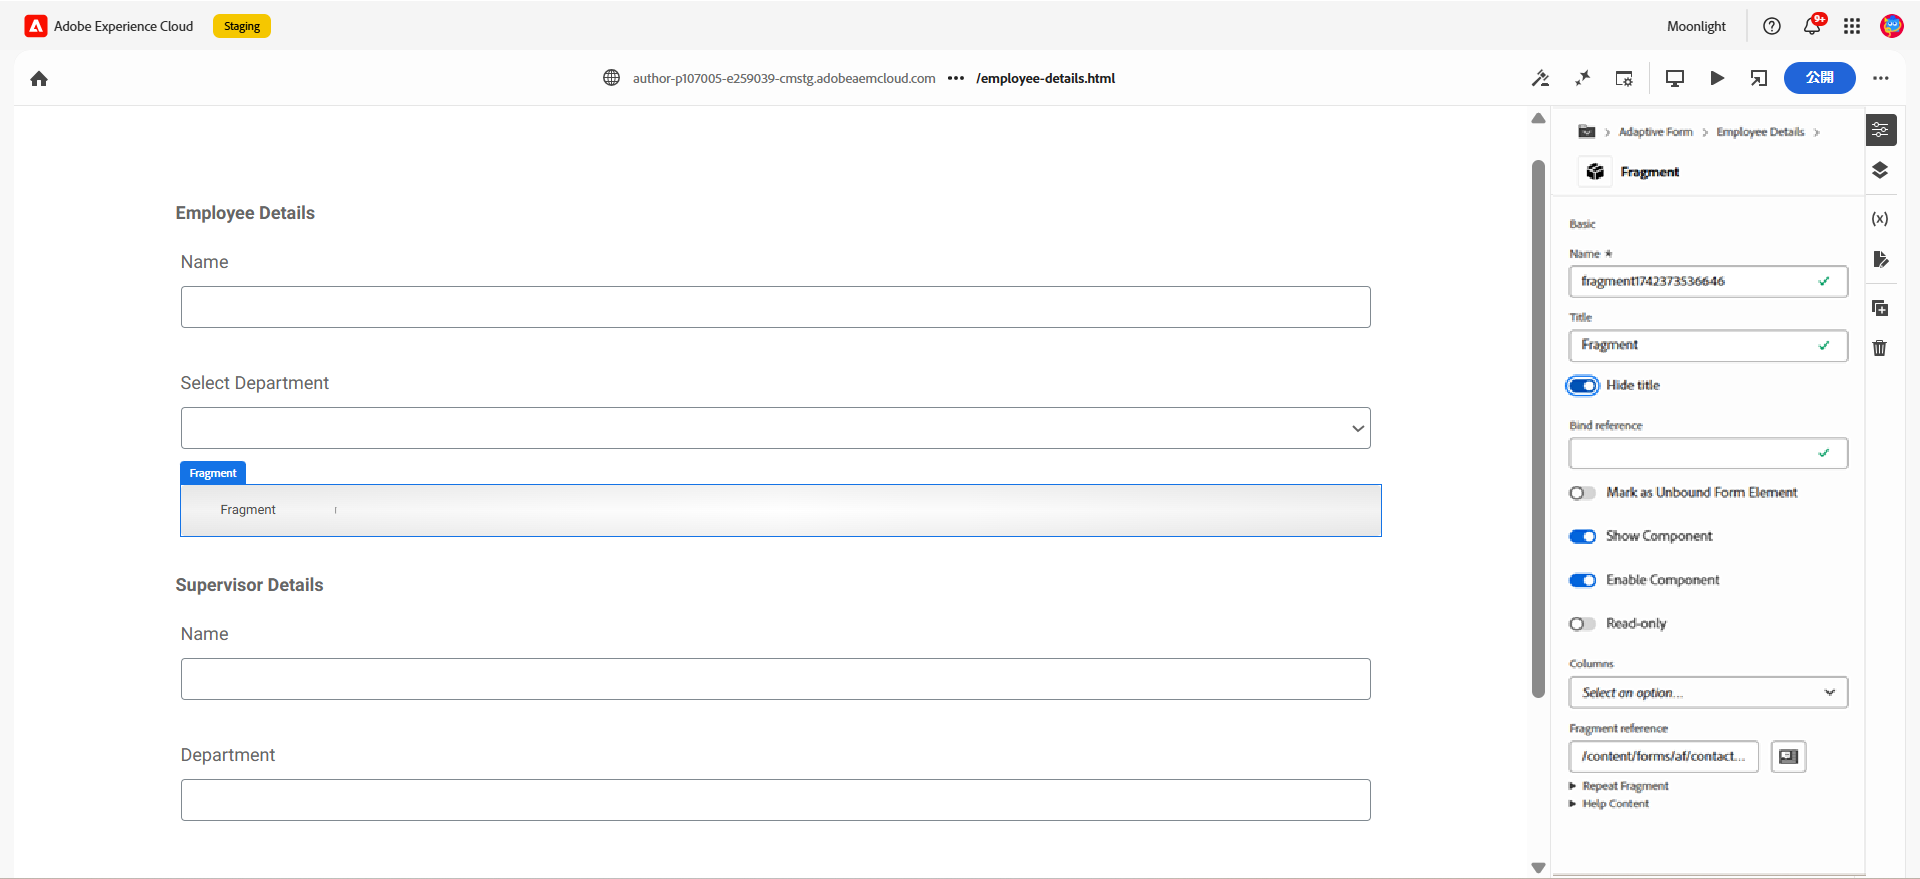 Adobe Experience Cloud
Staging
Moonlight
9+
author-p107005-e259039-cmstg.adobeaemcloud.com ••• /employee-details.html
公開
Adaptive Form > Employee Details >
Fragment
Employee Details
Name
Select Department
Fragment
Fragment
Supervisor Details
Name
Department
Basic
Name *
fragment1742373536646
Title
Fragment
Hide title
Bind reference
Mark as Unbound Form Element
Show Component
Enable Component
Read-only
Columns
Select an option...
Fragment reference
/content/forms/af/contact...
Repeat Fragment
Help Content
(x)